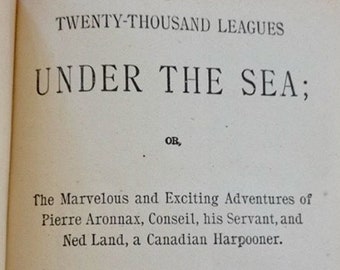 TWENTY-THOUSAND LEAGUES
UNDER THE SEA;
OR,
The Marvelous and Exciting Adventures of
Pierre Aronnax, Conseil, his Servant, and
Ned Land, a Canadian Harpooner.